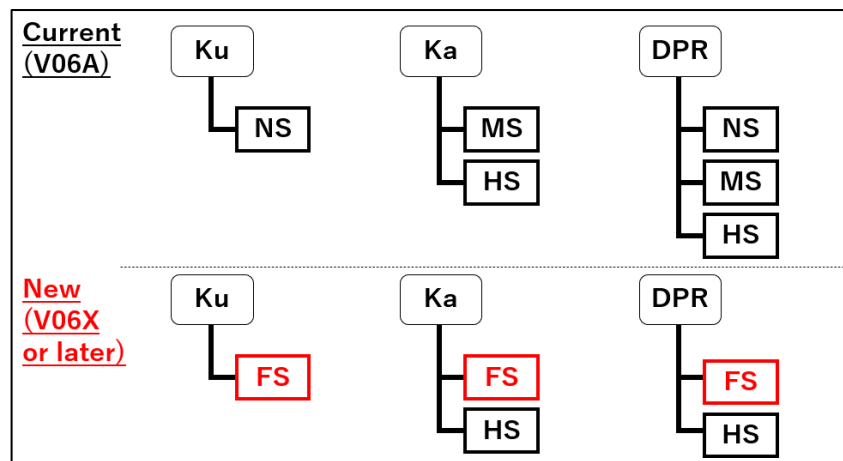 Current
(V06A)
Ku
Ka
DPR
NS
MS
NS
HS
MS
HS
New
(V06X
or later)
Ku
Ka
DPR
FS
FS
FS
HS
HS